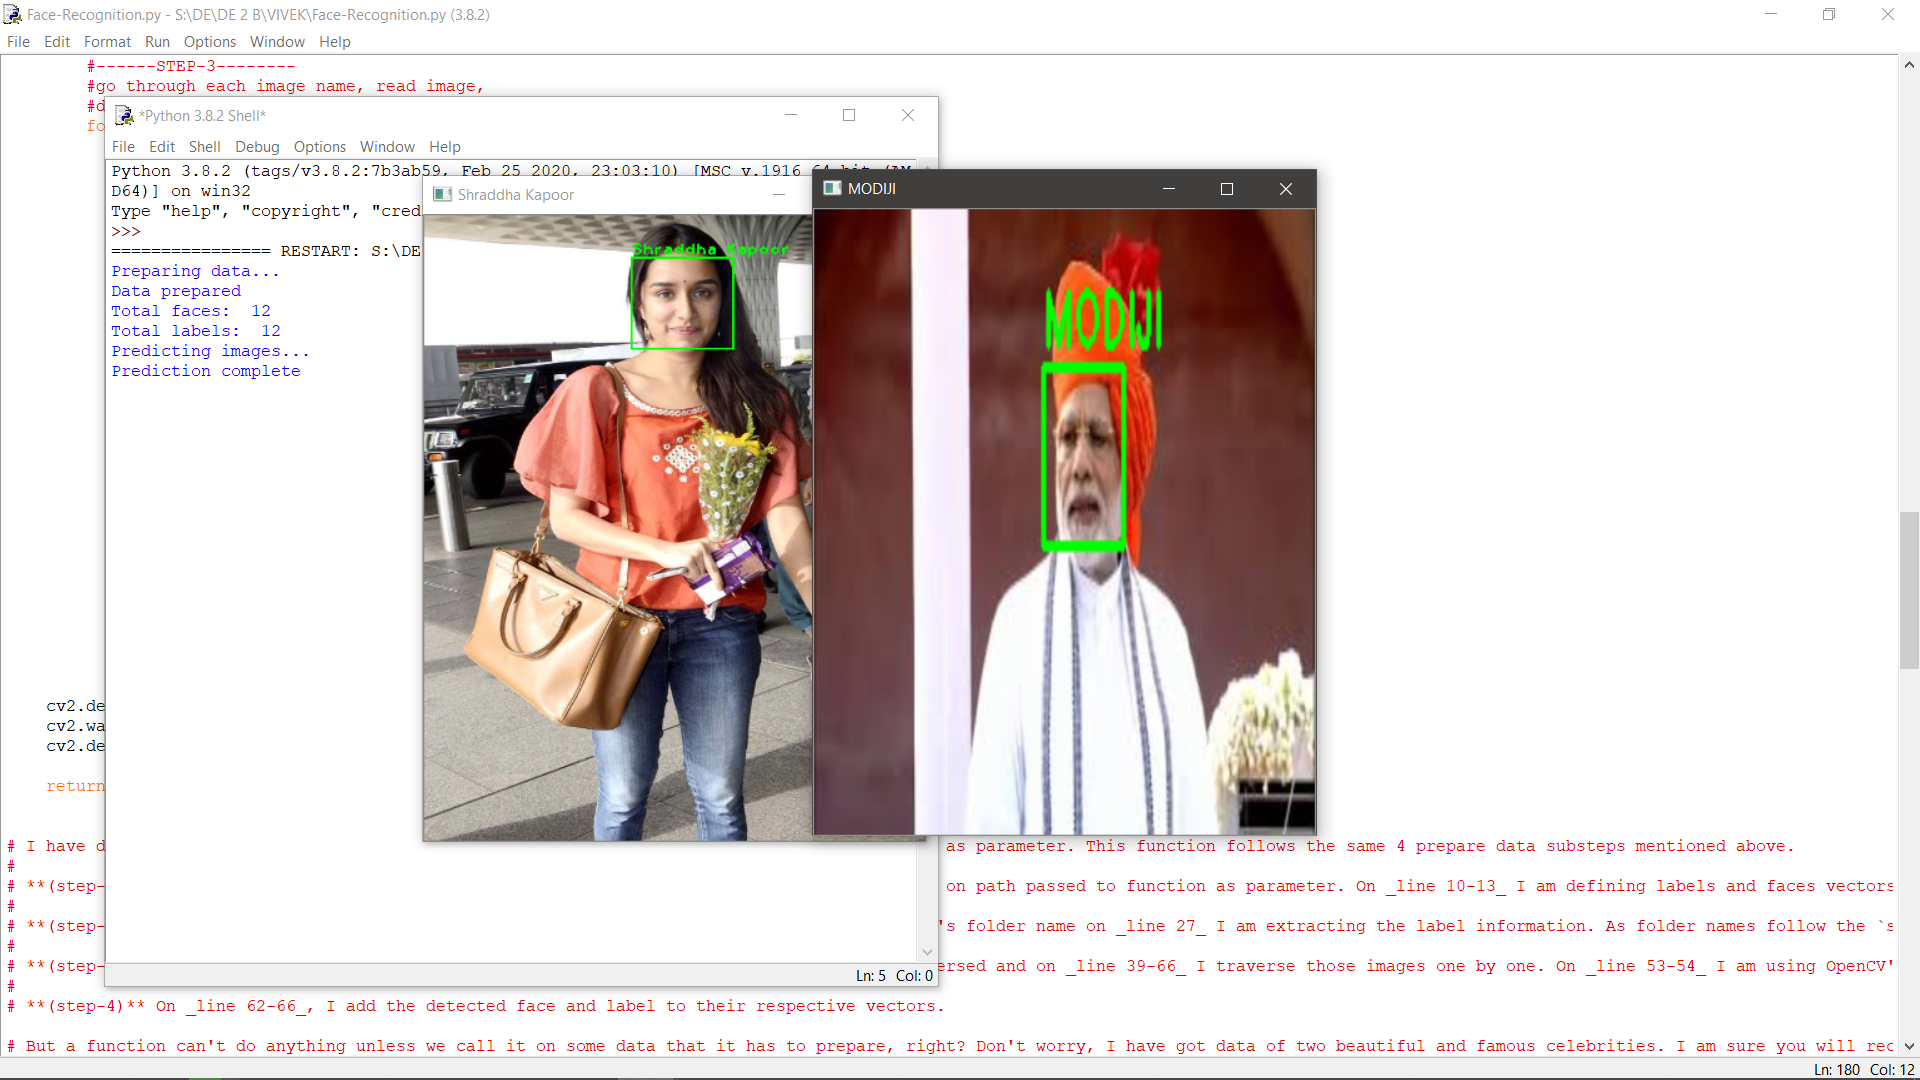 Face-Recognition.py - S:\DE\DE 2 B\VIVEK\Face-Recognition.py (3.8.2)
File Edit Format Run Options Window Help
#------STEP-3--------
#go through each image name, read image,
#d
fo
*Python 3.8.2 Shell*
File Edit Shell Debug Options Window Help
Python 3.8.2 (tags/v3.8.2:7b3ab59, Feb 25 2020, 23:03:10) [MSC v.1916 64 bit (AM
D64)] on win32
Type "help", "copyright", "cred
>>>
================ RESTART: S:\DE
Preparing data...
Data prepared
Total faces:  12
Total labels:  12
Predicting images...
Prediction complete
Shraddha Kapoor
Shraddha Kapoor
MODIJI
MODIJI
cv2.de
cv2.wa
cv2.de
return
# I have d as parameter. This function follows the same 4 prepare data substeps mentioned above.
#
# **(step- on path passed to function as parameter. On _line 10-13_ I am defining labels and faces vectors
#
# **(step- 's folder name on _line 27_ I am extracting the label information. As folder names follow the `s
#
# **(step- ersed and on _line 39-66_ I traverse those images one by one. On _line 53-54_ I am using OpenCV'
#
# **(step-4)** On _line 62-66_, I add the detected face and label to their respective vectors.
# But a function can't do anything unless we call it on some data that it has to prepare, right? Don't worry, I have got data of two beautiful and famous celebrities. I am sure you will rec
Ln: 5 Col: 0
Ln: 180 Col: 12